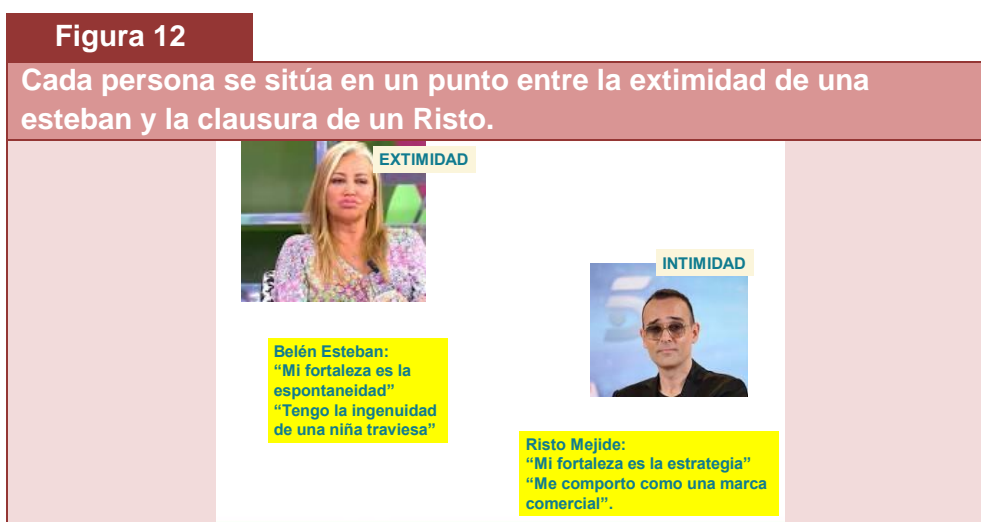 Figura 12
Cada persona se sitúa en un punto entre la extimidad de una
esteban y la clausura de un Risto.
EXTIMIDAD
INTIMIDAD
Belén Esteban:
“Mi fortaleza es la
espontaneidad”
“Tengo la ingenuidad
de una niña traviesa”
Risto Mejide:
“Mi fortaleza es la estrategia”
“Me comporto como una marca
comercial”.